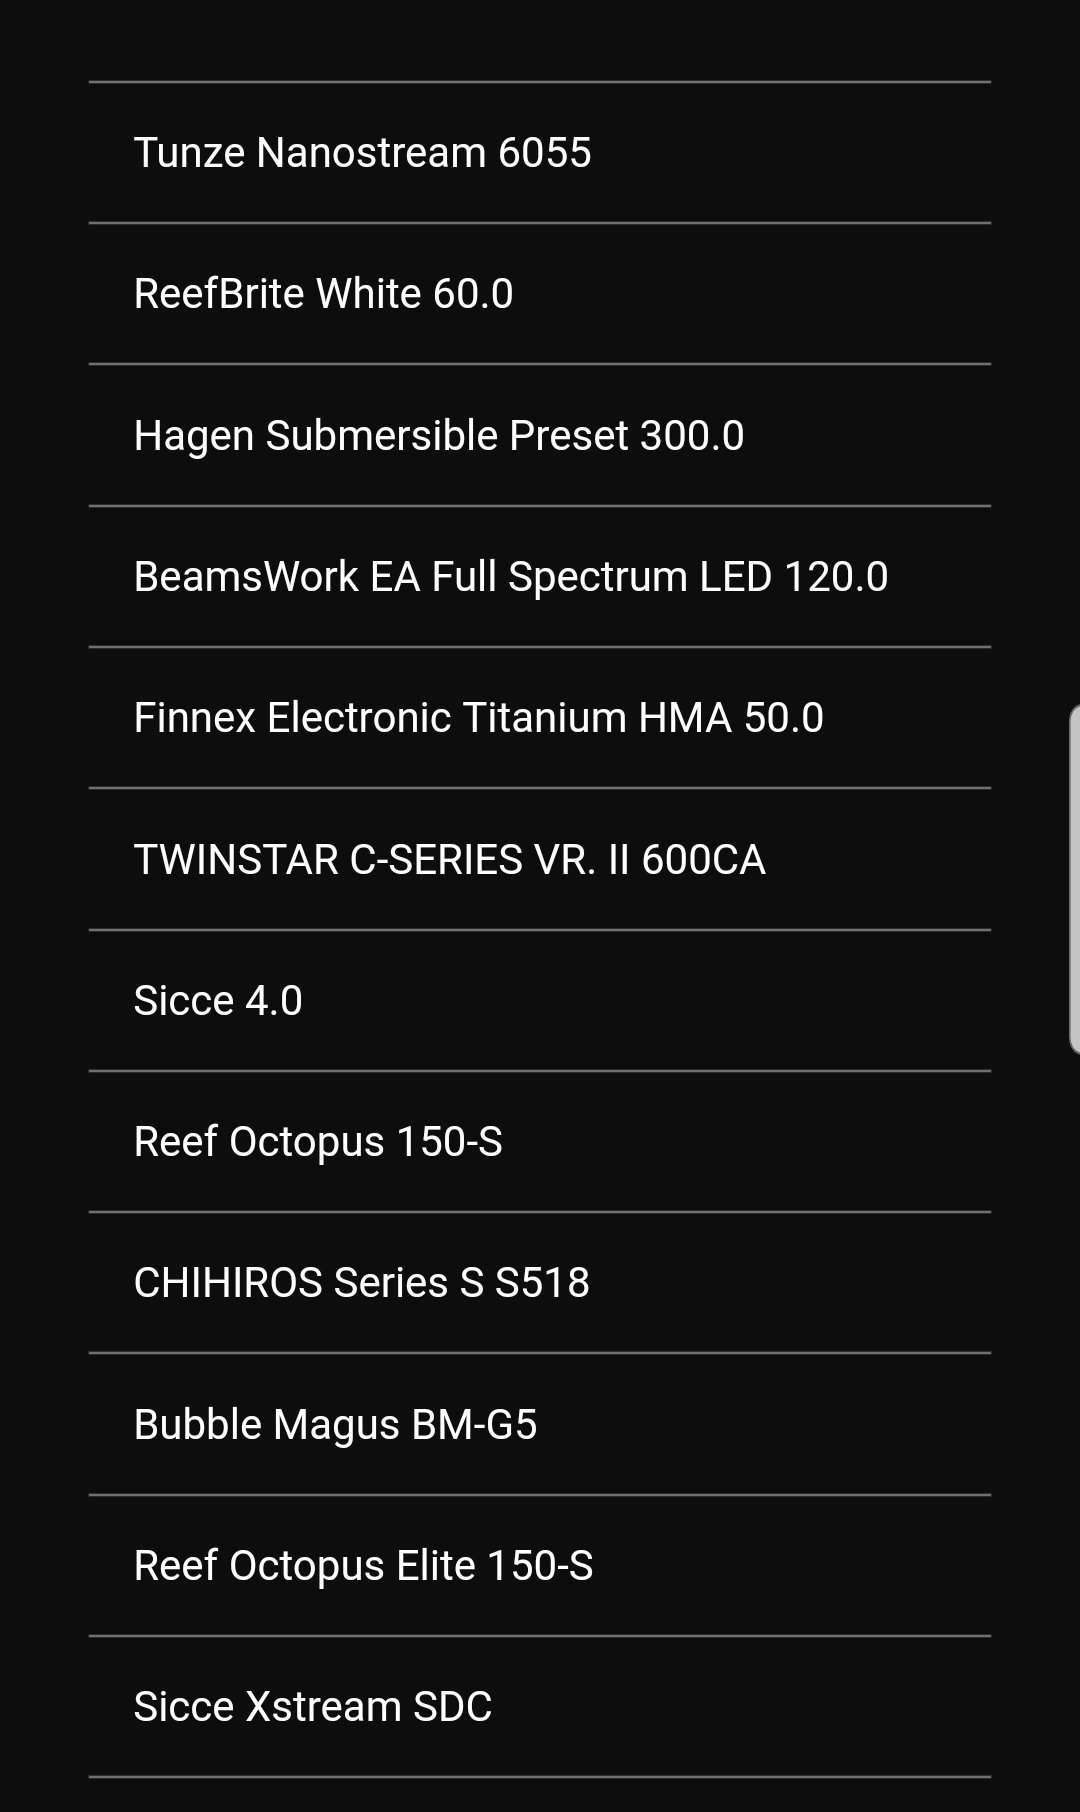 Tunze Nanostream 6055
ReefBrite White 60.0
Hagen Submersible Preset 300.0
BeamsWork EA Full Spectrum LED 120.0
Finnex Electronic Titanium HMA 50.0
TWINSTAR C-SERIES VR. II 600CA
Sicce 4.0
Reef Octopus 150-S
CHIHIROS Series S S518
Bubble Magus BM-G5
Reef Octopus Elite 150-S
Sicce Xstream SDC